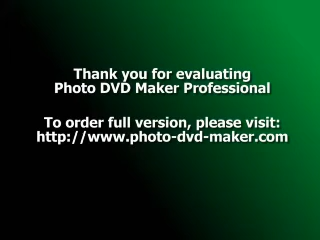 Thank you for evaluating
Photo DVD Maker Professional
To order full version, please visit:
http://www.photo-dvd-maker.com